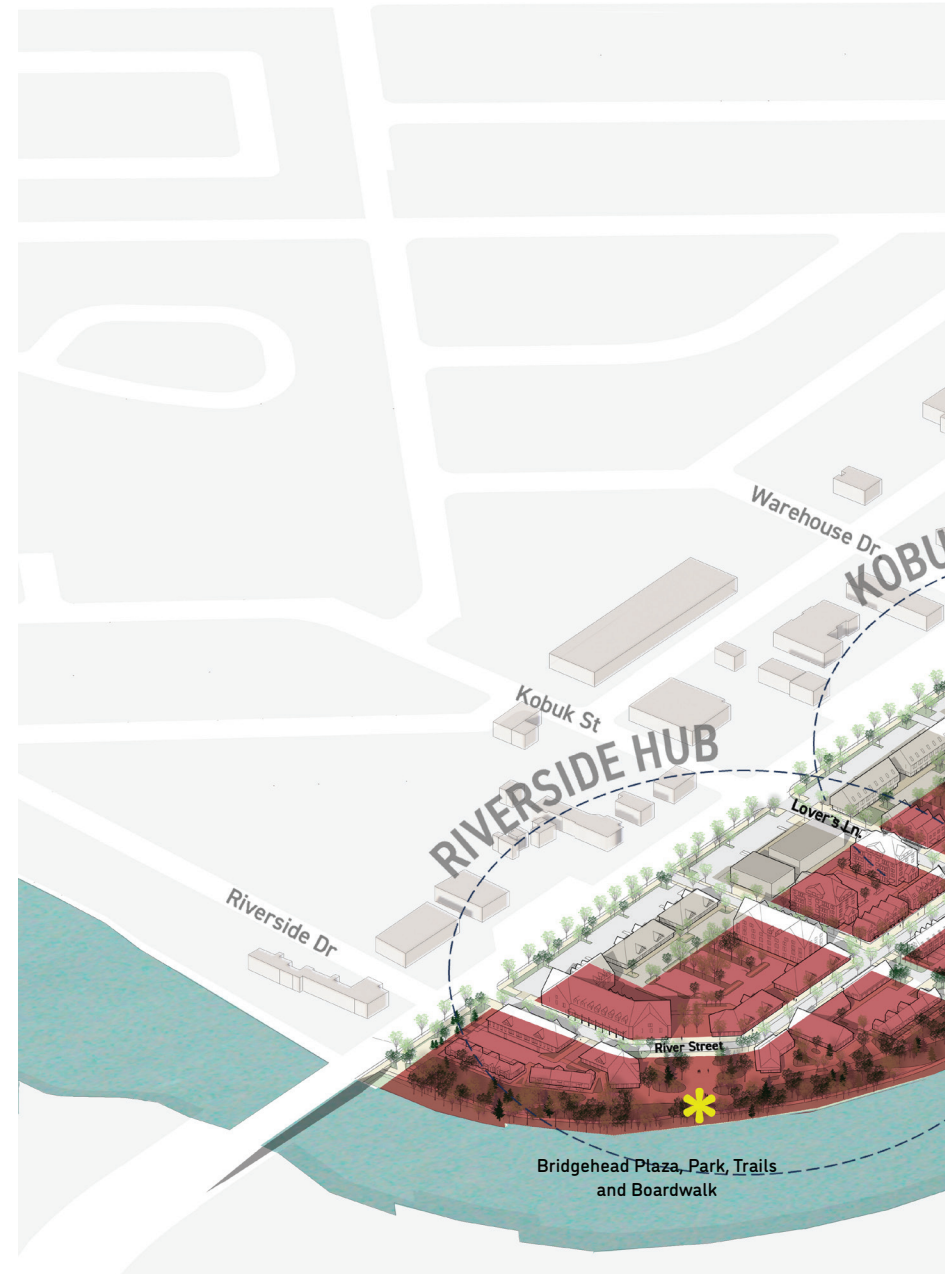 Warehouse Dr
KOBU
Kobuk St
RIVERSIDE HUB
Lover's Ln.
Riverside Dr
River Street
Bridgehead Plaza, Park, Trails
and Boardwalk